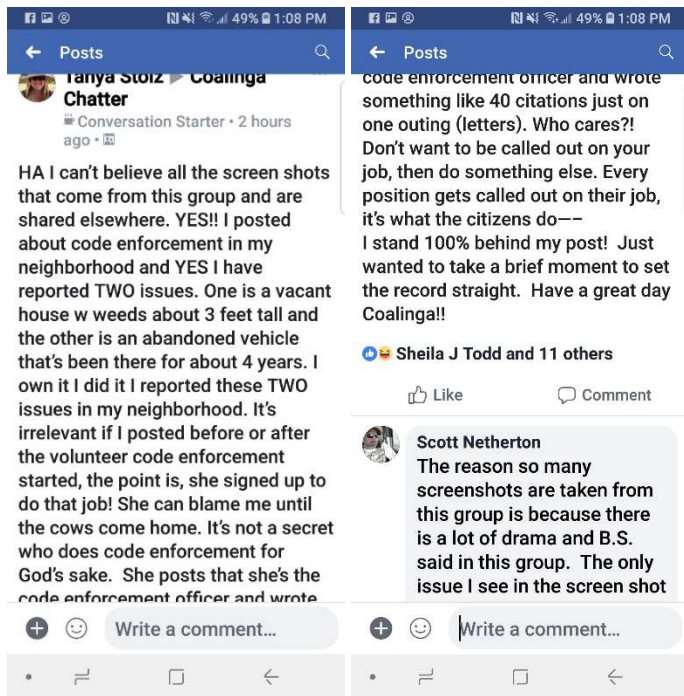 49% 1:08 PM
Posts
Tanya Stolz ▶ Coalinga
Chatter
Conversation Starter • 2 hours
ago •
HA I can't believe all the screen shots
that come from this group and are
shared elsewhere. YES!! I posted
about code enforcement in my
neighborhood and YES I have
reported TWO issues. One is a vacant
house w weeds about 3 feet tall and
the other is an abandoned vehicle
that's been there for about 4 years. I
own it I did it I reported these TWO
issues in my neighborhood. It's
irrelevant if I posted before or after
the volunteer code enforcement
started, the point is, she signed up to
do that job! She can blame me until
the cows come home. It's not a secret
who does code enforcement for
God's sake. She posts that she's the
code enforcement officer and wrote
Write a comment...
49% 1:08 PM
Posts
code enforcement officer and wrote
something like 40 citations just on
one outing (letters). Who cares?!
Don't want to be called out on your
job, then do something else. Every
position gets called out on their job,
it's what the citizens do—–
I stand 100% behind my post! Just
wanted to take a brief moment to set
the record straight. Have a great day
Coalinga!!
Sheila J Todd and 11 others
Like Comment
Scott Netherton
The reason so many
screenshots are taken from
this group is because there
is a lot of drama and B.S.
said in this group. The only
issue I see in the screen shot
Write a comment...